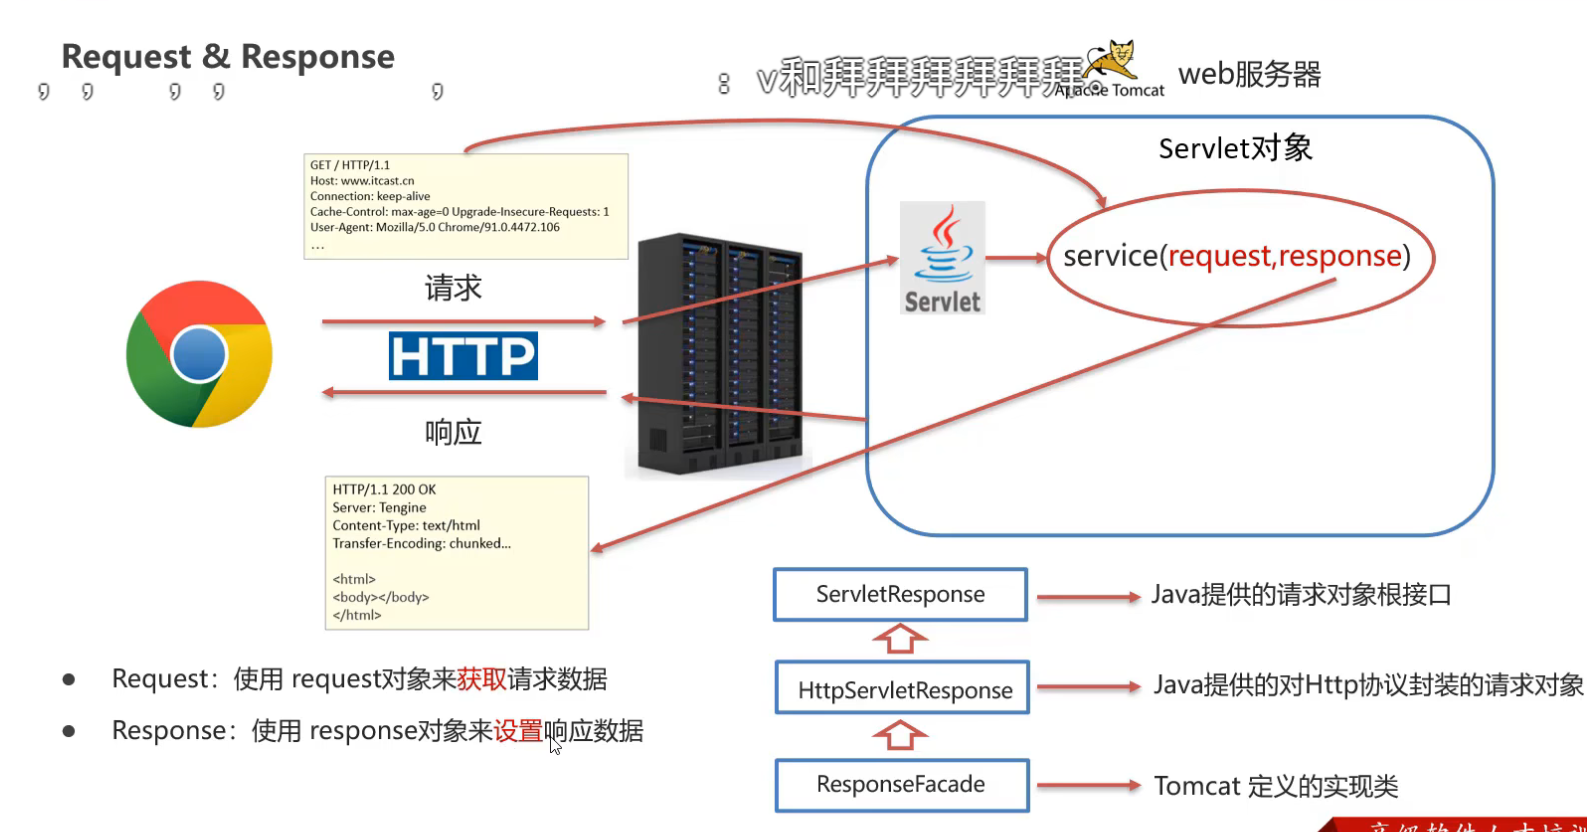 Request & Response
， ， ， ， ， ： v和拜拜拜拜拜拜。
Apache Tomcat
web服务器
Servlet对象
GET / HTTP/1.1
Host: www.itcast.cn
Connection: keep-alive
Cache-Control: max-age=0 Upgrade-Insecure-Requests: 1
User-Agent: Mozilla/5.0 Chrome/91.0.4472.106
...
请求
HTTP
响应
Servlet
service(request,response)
HTTP/1.1 200 OK
Server: Tengine
Content-Type: text/html
Transfer-Encoding: chunked...
<html>
<body></body>
</html>
ServletResponse
Java提供的请求对象根接口
HttpServletResponse
Java提供的对Http协议封装的请求对象
ResponseFacade
Tomcat 定义的实现类
● Request：使用 request对象来获取请求数据
● Response：使用 response对象来设置响应数据